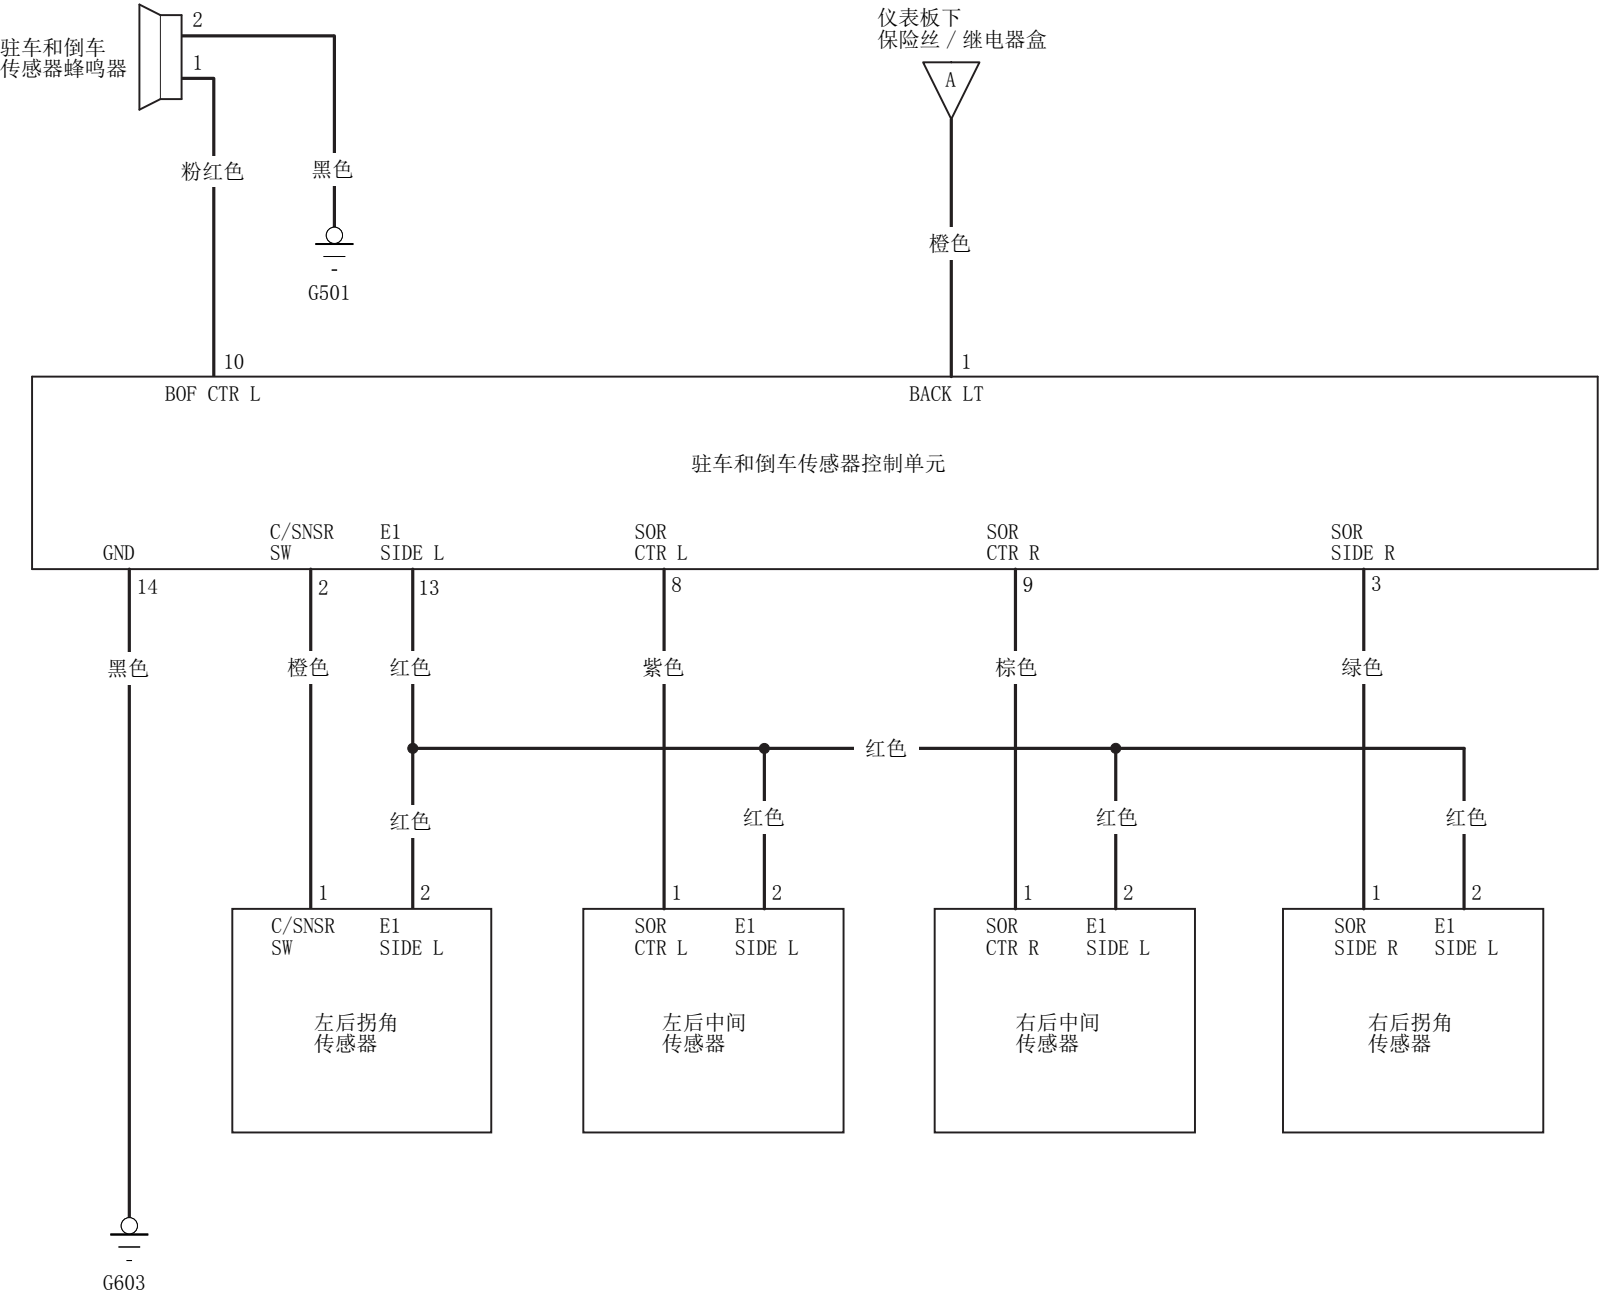 2
驻车和倒车
传感器蜂鸣器
1
仪表板下
保险丝/继电器盒
A
粉红色
黑色
橙色
G501
10
1
BOF CTR L
BACK LT
驻车和倒车传感器控制单元
GND
C/SNSR
SW
E1
SIDE L
SOR
CTR L
SOR
CTR R
SOR
SIDE R
14
2
13
8
9
3
黑色
橙色
红色
紫色
棕色
绿色
红色
红色
红色
红色
红色
1
2
1
2
1
2
1
2
C/SNSR
SW
E1
SIDE L
SOR
CTR L
E1
SIDE L
SOR
CTR R
E1
SIDE L
SOR
SIDE R
E1
SIDE L
左后拐角
传感器
左后中间
传感器
右后中间
传感器
右后拐角
传感器
G603